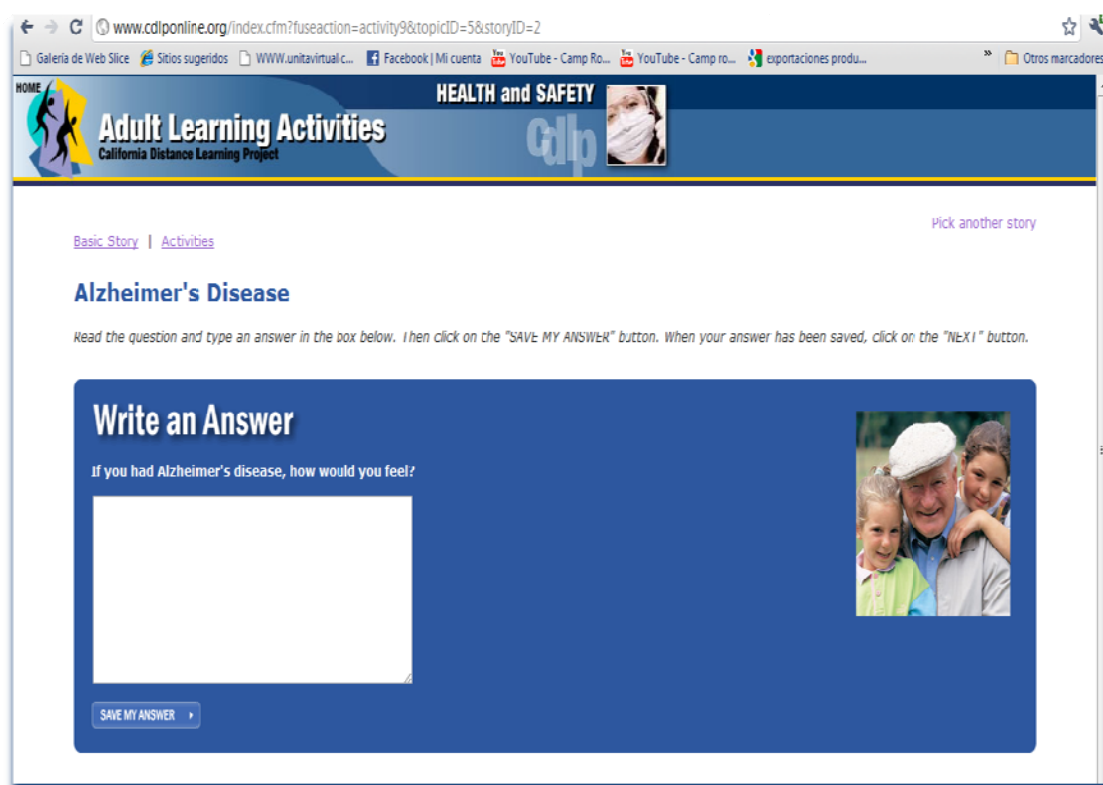 www.cdlponline.org/index.cfm?fuseaction=activity9&topicID=5&storyID=2
Galería de Web Slice Sitios sugeridos WWW.unitavirtual.c... Facebook | Mi cuenta YouTube - Camp Ro... YouTube - Camp ro... exportaciones produ... » Otros marcadores
HOME
HEALTH and SAFETY
Adult Learning Activities
cdlp
California Distance Learning Project
Pick another story
Basic Story | Activities
Alzheimer's Disease
Read the question and type an answer in the box below. Then click on the "SAVE MY ANSWER" button. When your answer has been saved, click on the "NEXT" button.
Write an Answer
If you had Alzheimer's disease, how would you feel?
SAVE MY ANSWER